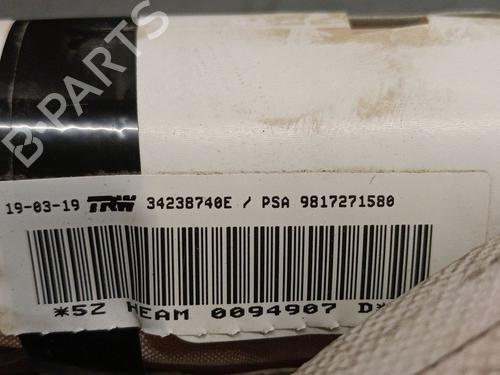 B-PARTS
19-03-19 TRW 34238740E / PSA 9817271580
*5Z HEAM 0094907 D*